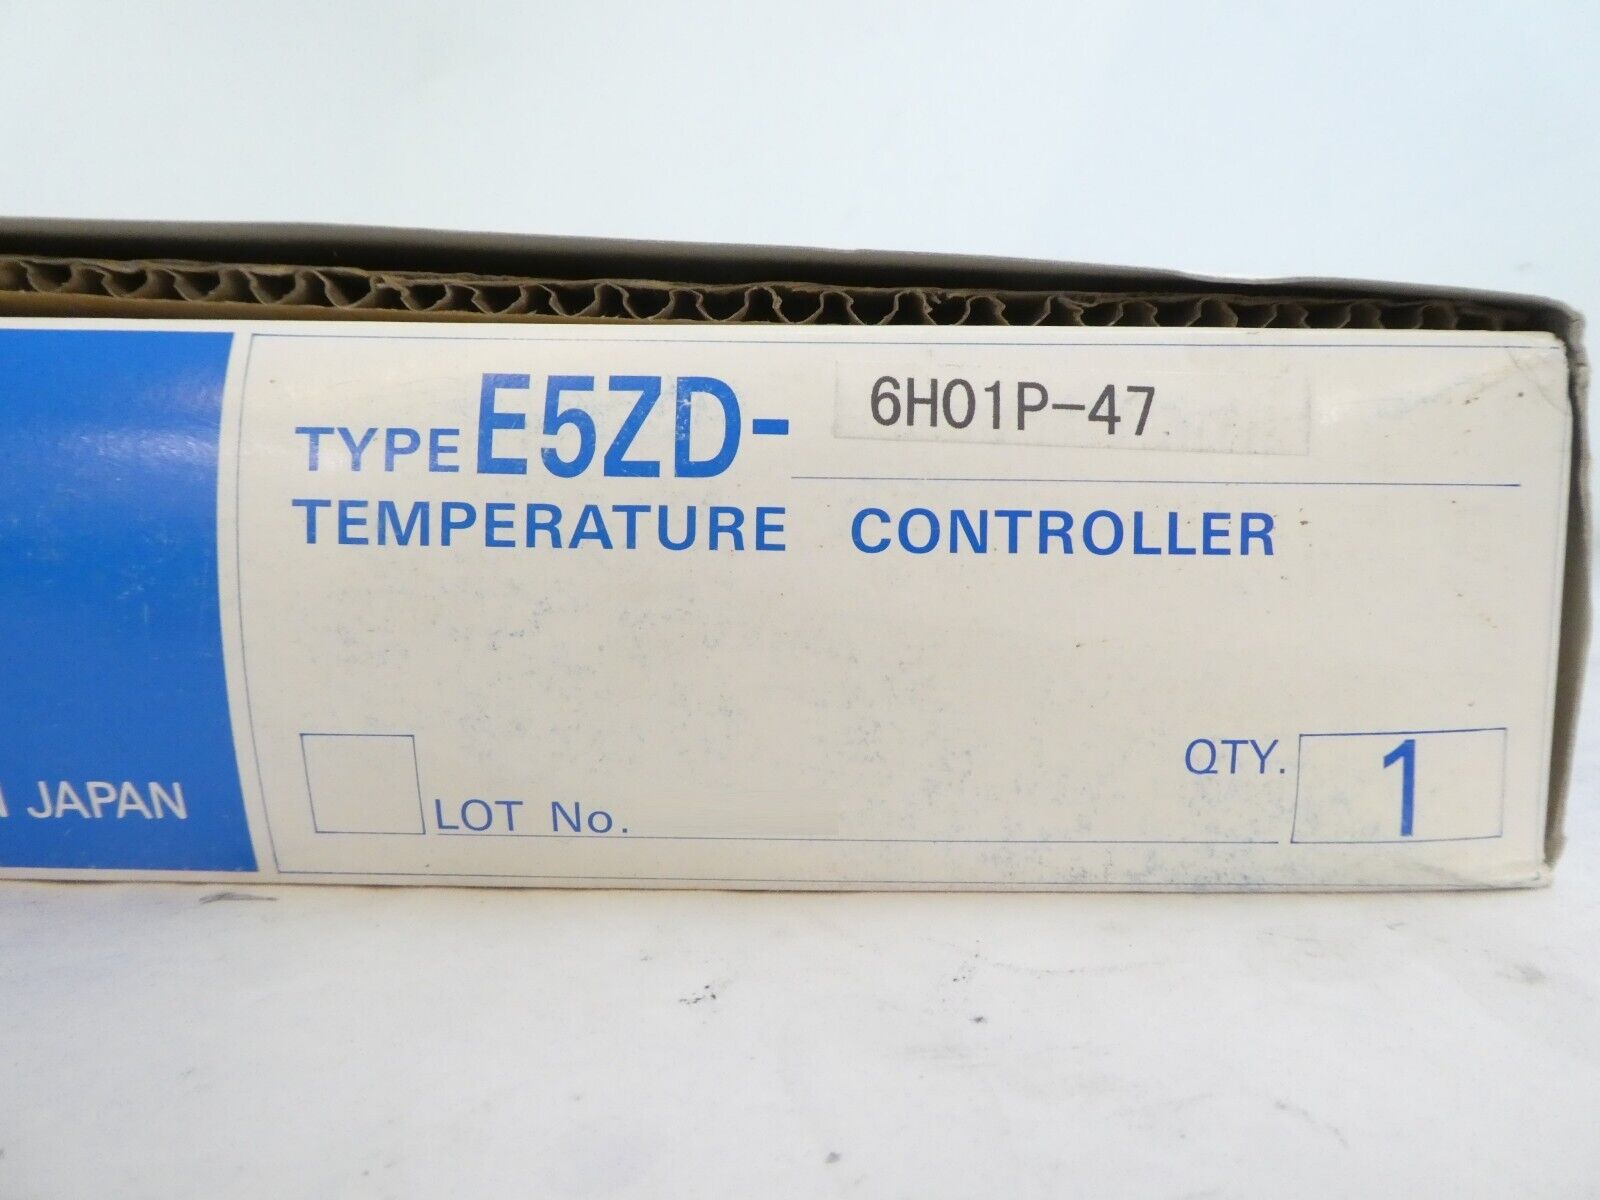 TYPE E5ZD- 6H01P-47
TEMPERATURE CONTROLLER
JAPAN
LOT No.
QTY. 1